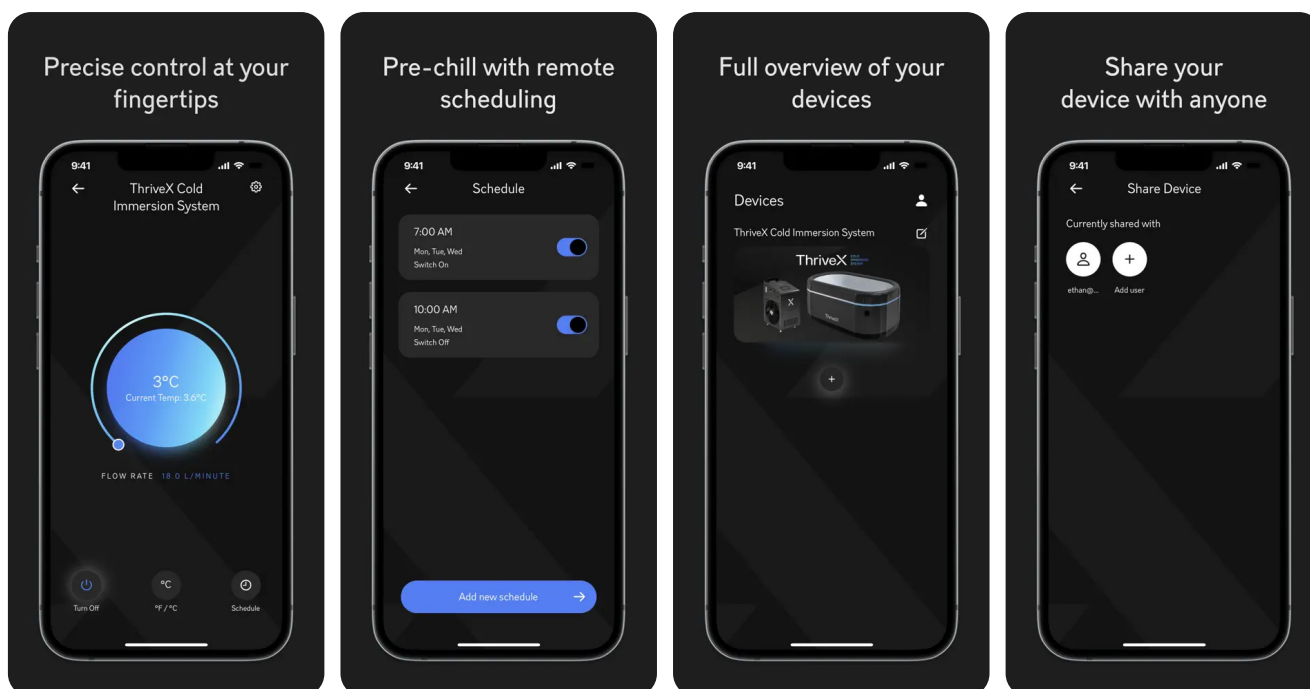 Precise control at your
fingertips
9:41
ThriveX Cold
Immersion System
3°C
Current Temp: 3.6°C
FLOW RATE 18.0 L/MINUTE
Turn Off
°C
°F / °C
Schedule
Pre-chill with remote
scheduling
9:41
Schedule
7:00 AM
Mon, Tue, Wed
Switch On
10:00 AM
Mon, Tue, Wed
Switch Off
Add new schedule
Full overview of your
devices
9:41
Devices
ThriveX Cold Immersion System
ThriveX
X
ThriveX
Share your
device with anyone
9:41
Share Device
Currently shared with
ethan@...
Add user